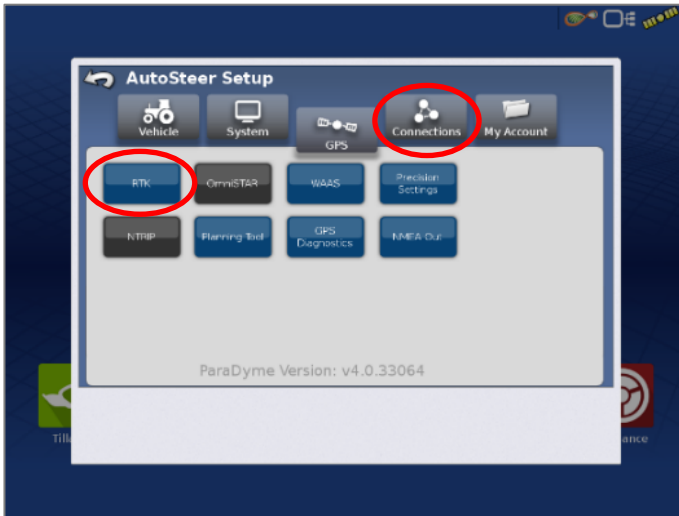 AutoSteer Setup
Vehicle
System
GPS
Connections
My Account
RTK
OmniSTAR
WAAS
Precision
Settings
NTRIP
Planning Tool
GPS
Diagnostics
NMEA Out
ParaDyme Version: v4.0.33064
Till
ance